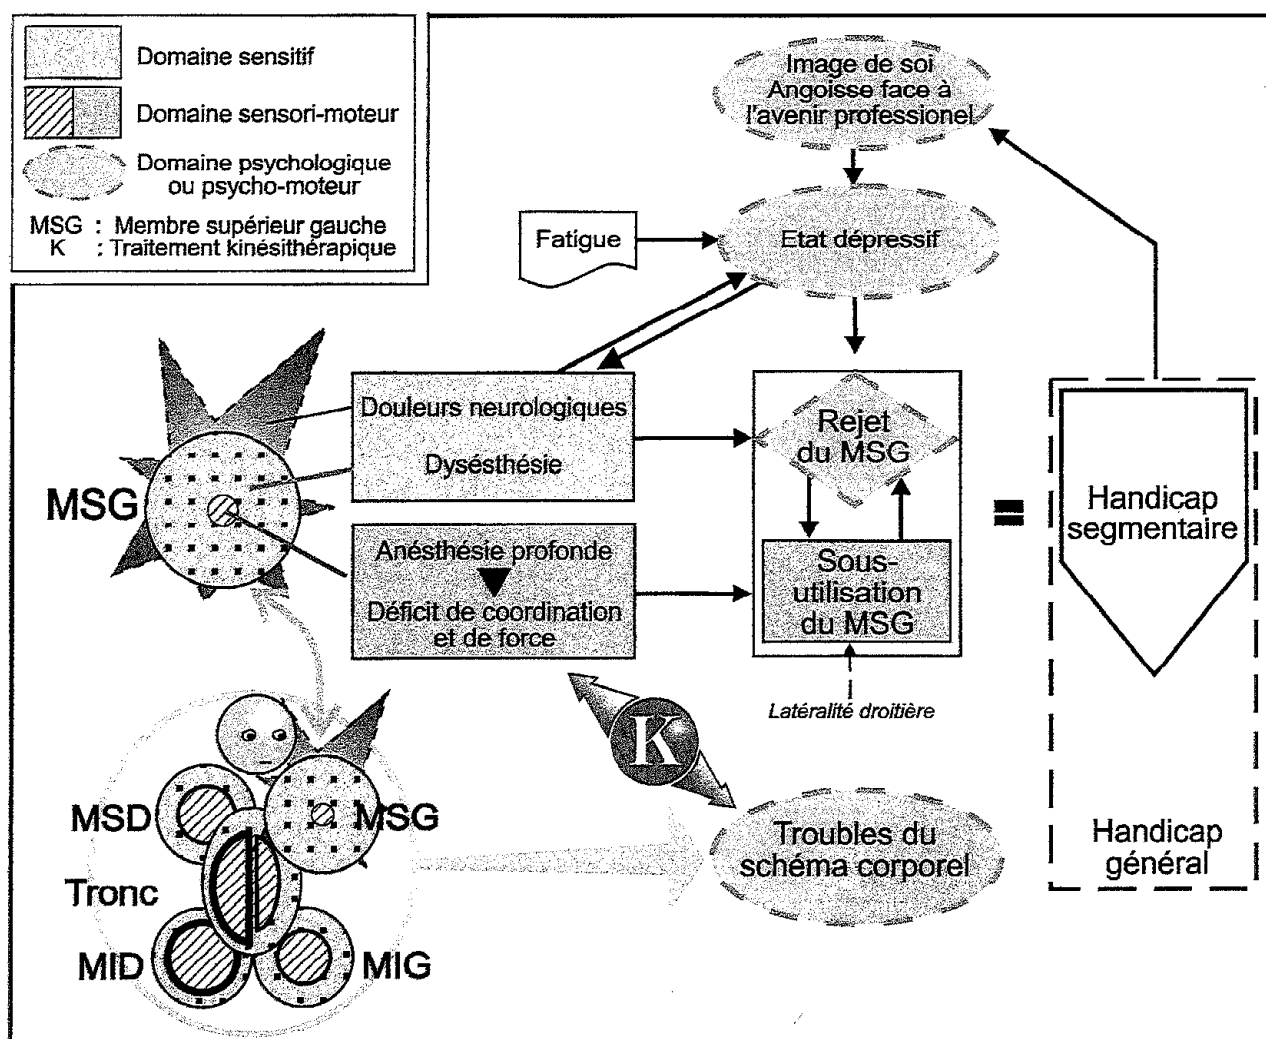 Domaine sensitif
Domaine sensori-moteur
Domaine psychologique
ou psycho-moteur
MSG : Membre supérieur gauche
K : Traitement kinésithérapique
Image de soi
Angoisse face à
l'avenir professionel
Fatigue
Etat dépressif
MSG
Douleurs neurologiques
Dysésthésie
Anésthésie profonde
Déficit de coordination
et de force
Rejet
du MSG
Sous-
utilisation
du MSG
Latéralité droitière
=
Handicap
segmentaire
Handicap
général
K
MSD
MSG
Tronc
MID
MIG
Troubles du
schéma corporel